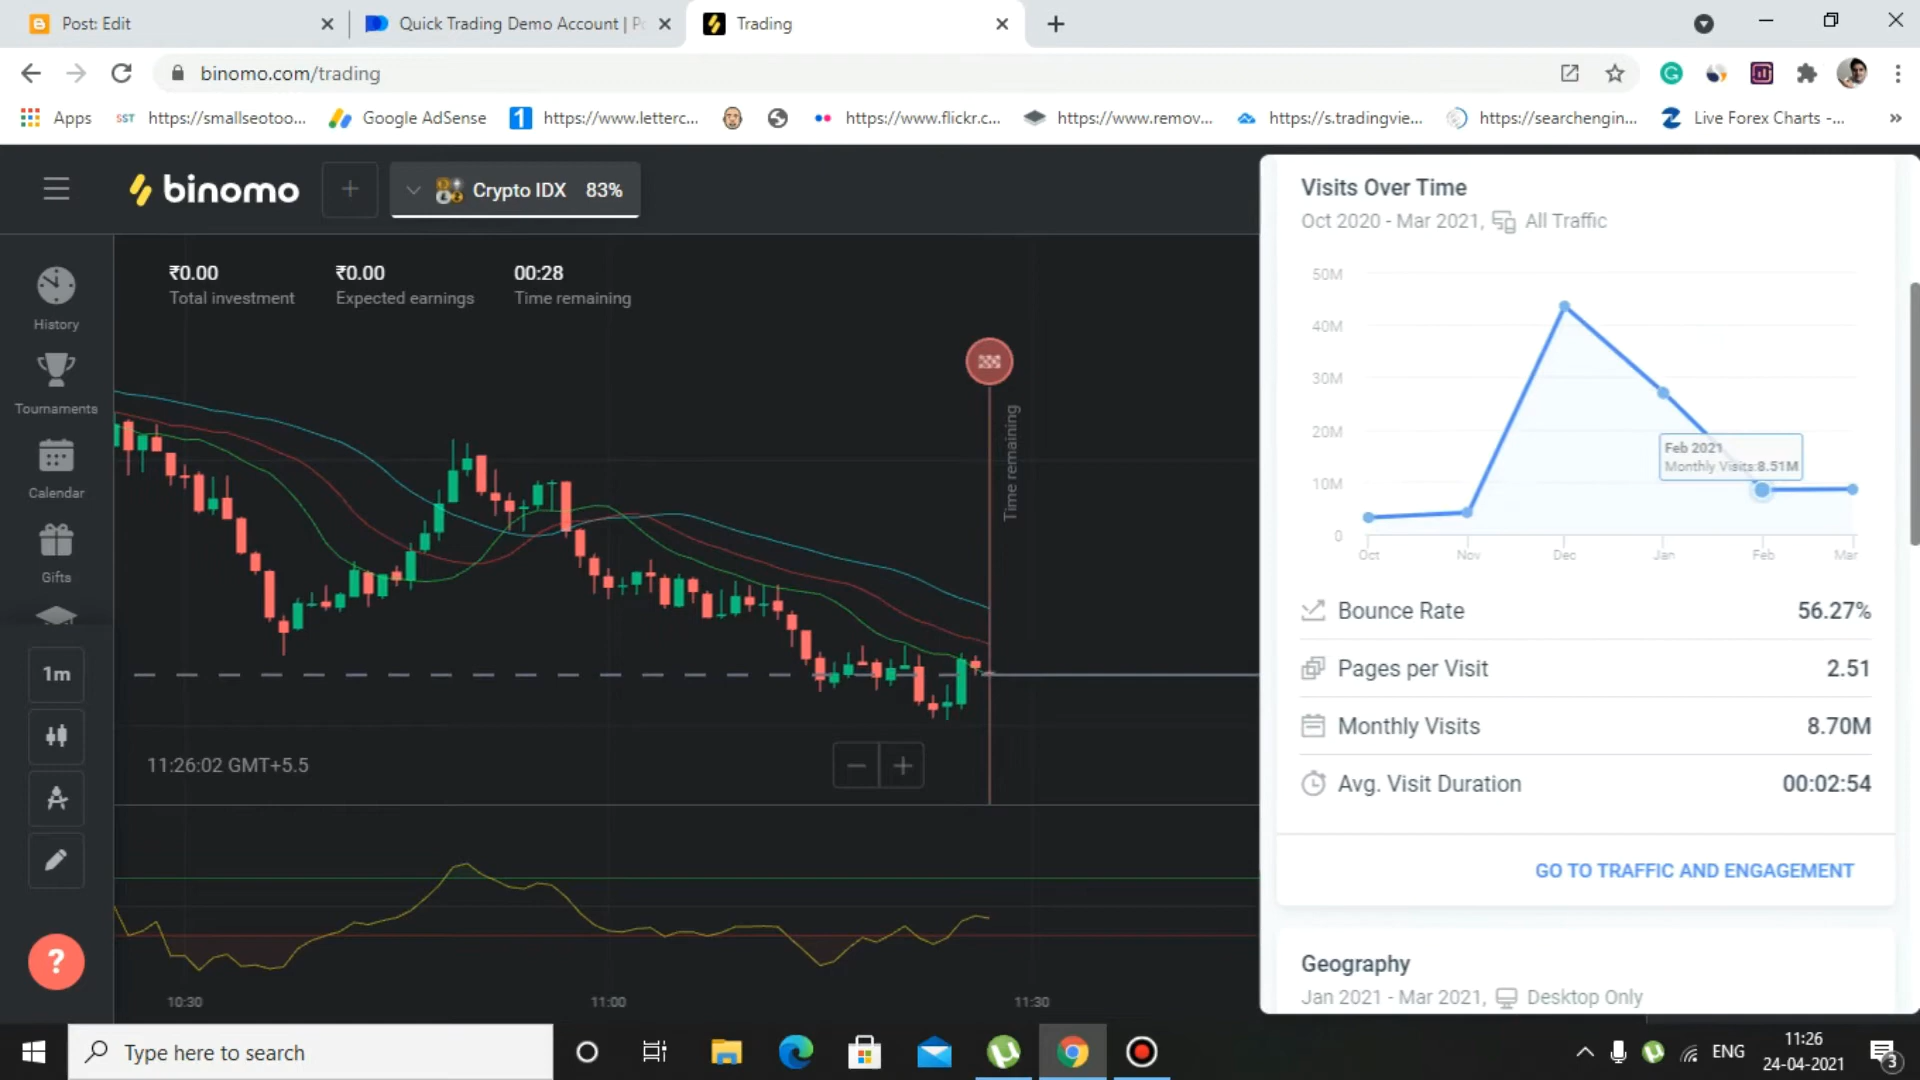 Post: Edit
Quick Trading Demo Account | Po
Trading
binomo.com/trading
Apps
SST
https://smallseotoo...
Google AdSense
1
https://www.letterc...
https://www.flickr.c...
https://www.remov...
https://s.tradingvie...
https://searchengin...
Live Forex Charts -...
»
binomo
Crypto IDX 83%
₹0.00
Total investment
₹0.00
Expected earnings
00:28
Time remaining
History
Tournaments
Calendar
Gifts
1m
?
Time remaining
11:26:02 GMT+5.5
10:30
11:00
11:30
Visits Over Time
Oct 2020 - Mar 2021, All Traffic
50M
40M
30M
20M
10M
0
Feb 2021
Monthly Visits:8.51M
Oct
Nov
Dec
Jan
Feb
Mar
Bounce Rate 56.27%
Pages per Visit 2.51
Monthly Visits 8.70M
Avg. Visit Duration 00:02:54
GO TO TRAFFIC AND ENGAGEMENT
Geography
Jan 2021 - Mar 2021, Desktop Only
Type here to search
ENG
11:26
24-04-2021
3